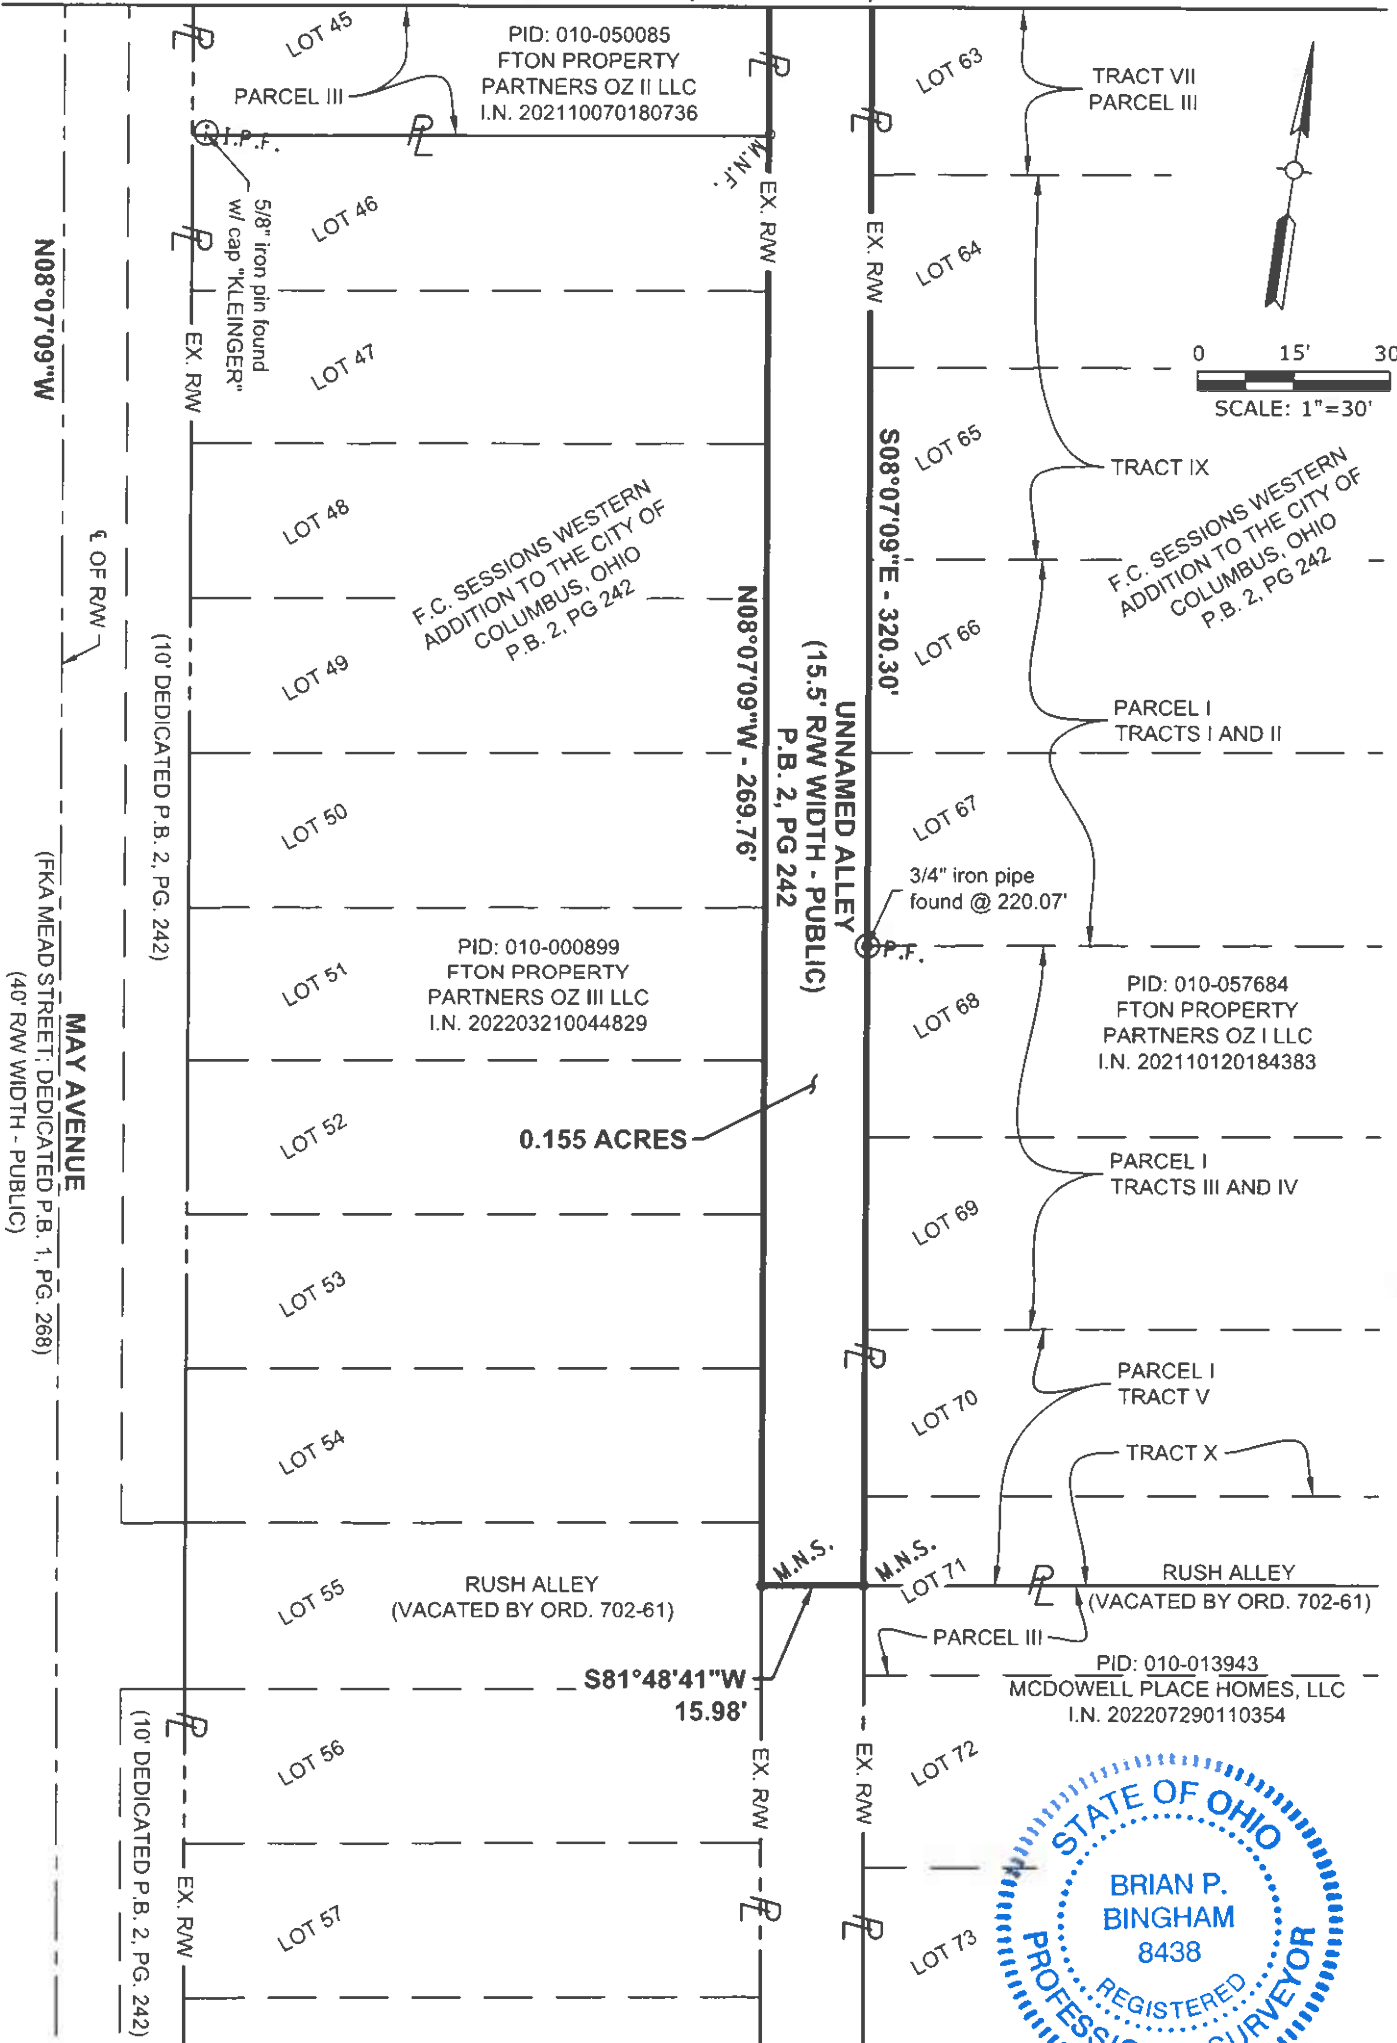 LOT 45
PARCEL III
PID: 010-050085
FTON PROPERTY
PARTNERS OZ II LLC
I.N. 202110070180736
PL
PL
PL
PL
I.P.F.
M.N.F.
5/8" iron pin found
w/ cap "KLEINGER"
PL
EX. R/W
EX. R/W
EX. R/W
LOT 46
LOT 47
LOT 48
LOT 49
LOT 50
LOT 51
LOT 52
LOT 53
LOT 54
LOT 55
LOT 56
LOT 57
LOT 63
LOT 64
LOT 65
LOT 66
LOT 67
LOT 68
LOT 69
LOT 70
LOT 71
LOT 72
LOT 73
TRACT VII
PARCEL III
0 15' 30
SCALE: 1"=30'
TRACT IX
F.C. SESSIONS WESTERN
ADDITION TO THE CITY OF
COLUMBUS, OHIO
P.B. 2, PG 242
F.C. SESSIONS WESTERN
ADDITION TO THE CITY OF
COLUMBUS, OHIO
P.B. 2, PG 242
N08°07'09"W
℄ OF R/W
(10' DEDICATED P.B. 2, PG. 242)
MAY AVENUE
(FKA MEAD STREET; DEDICATED P.B. 1, PG. 268)
(40' R/W WIDTH - PUBLIC)
S08°07'09"E - 320.30'
UNNAMED ALLEY
(15.5' R/W WIDTH - PUBLIC)
P.B. 2, PG 242
N08°07'09"W - 269.76'
PARCEL I
TRACTS I AND II
3/4" iron pipe
found @ 220.07'
P.F.
PID: 010-000899
FTON PROPERTY
PARTNERS OZ III LLC
I.N. 202203210044829
PID: 010-057684
FTON PROPERTY
PARTNERS OZ I LLC
I.N. 202110120184383
0.155 ACRES
PARCEL I
TRACTS III AND IV
PL
PARCEL I
TRACT V
TRACT X
M.N.S.
M.N.S.
PL
RUSH ALLEY
(VACATED BY ORD. 702-61)
RUSH ALLEY
(VACATED BY ORD. 702-61)
PARCEL III
S81°48'41"W
15.98'
PID: 010-013943
MCDOWELL PLACE HOMES, LLC
I.N. 202207290110354
PL
(10' DEDICATED P.B. 2, PG. 242)
EX. R/W
EX. R/W
EX. R/W
PL
PL
STATE OF OHIO
BRIAN P.
BINGHAM
8438
REGISTERED
SURVEYOR